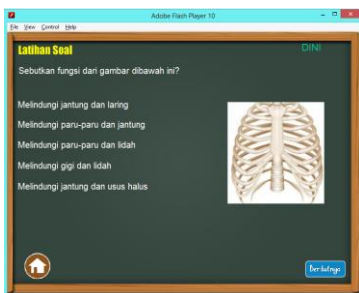 Adobe Flash Player 10
File View Control Help
Latihan Soal
DINI
Sebutkan fungsi dari gambar dibawah ini?
Melindungi jantung dan laring
Melindungi paru-paru dan jantung
Melindungi paru-paru dan lidah
Melindungi gigi dan lidah
Melindungi jantung dan usus halus
Berikutnya